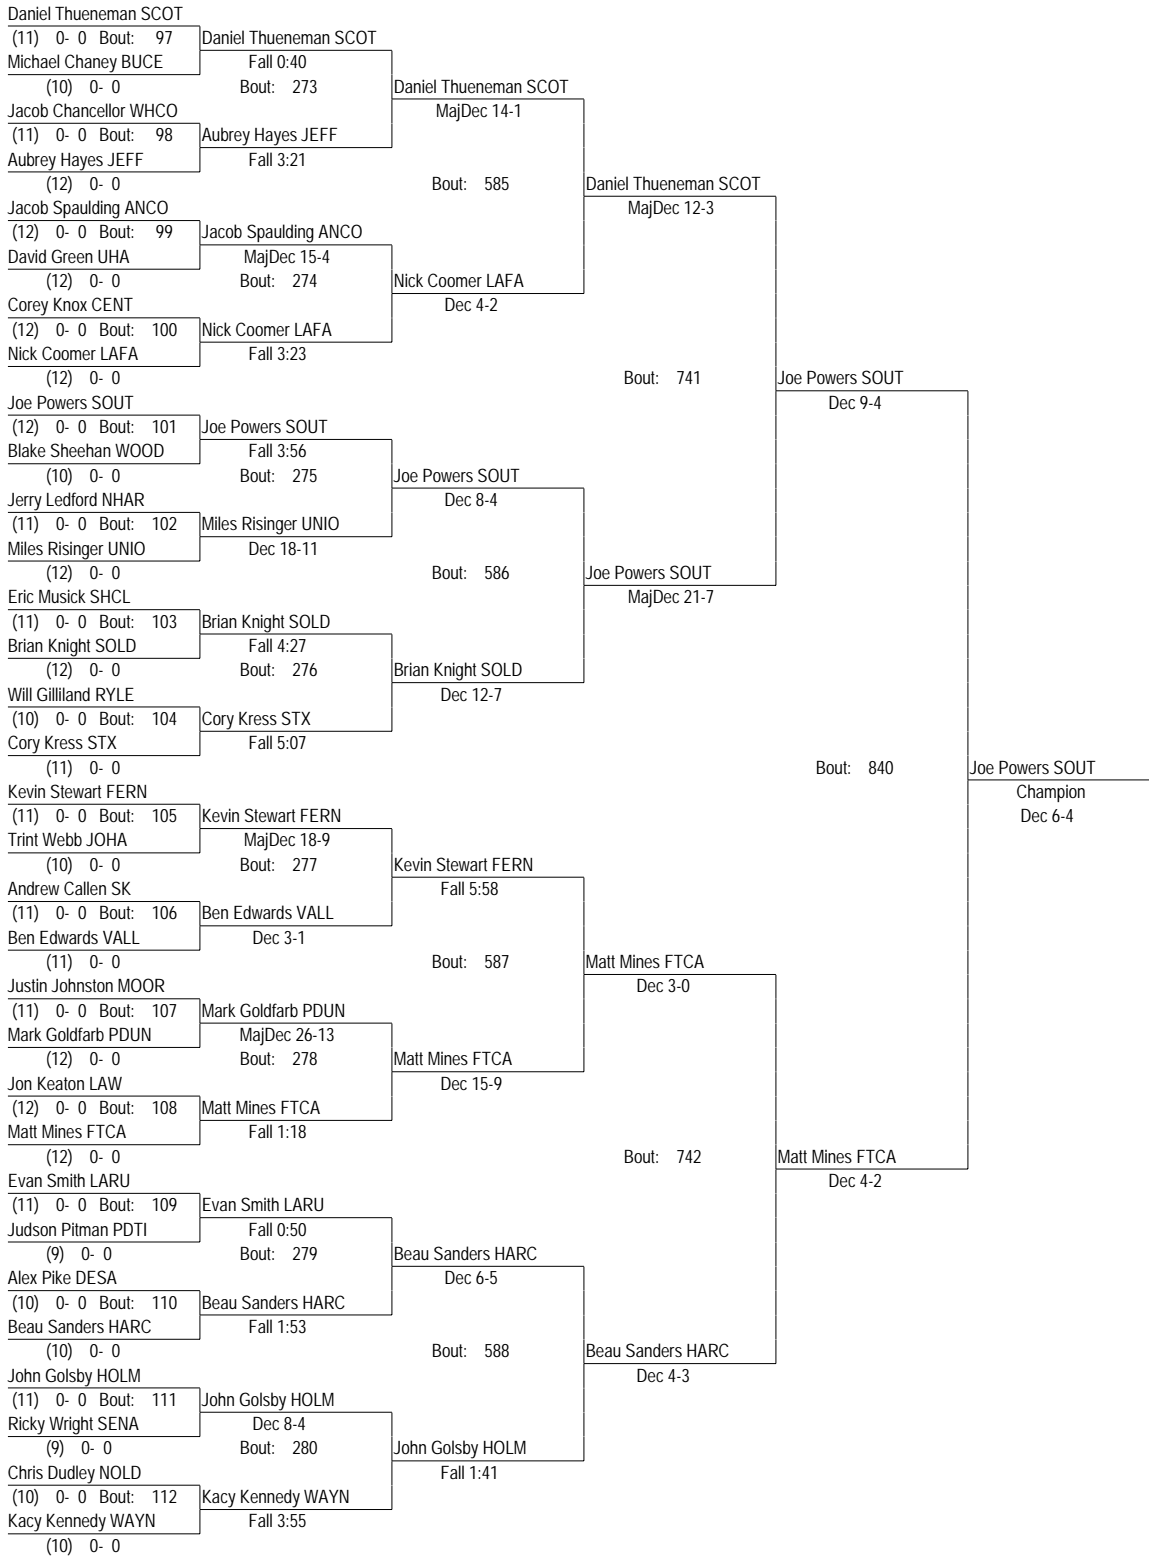 Daniel Thueneman SCOT
(11) 0- 0 Bout: 97 Daniel Thueneman SCOT
Michael Chaney BUCE Fall 0:40
(10) 0- 0 Bout: 273 Daniel Thueneman SCOT
Jacob Chancellor WHCO MajDec 14-1
(11) 0- 0 Bout: 98 Aubrey Hayes JEFF
Aubrey Hayes JEFF Fall 3:21
(12) 0- 0 Bout: 585 Daniel Thueneman SCOT
Jacob Spaulding ANCO MajDec 12-3
(12) 0- 0 Bout: 99 Jacob Spaulding ANCO
David Green UHA MajDec 15-4
(12) 0- 0 Bout: 274 Nick Coomer LAFA
Corey Knox CENT Dec 4-2
(12) 0- 0 Bout: 100 Nick Coomer LAFA
Nick Coomer LAFA Fall 3:23
(12) 0- 0 Bout: 741 Joe Powers SOUT
Joe Powers SOUT Dec 9-4
(12) 0- 0 Bout: 101 Joe Powers SOUT
Blake Sheehan WOOD Fall 3:56
(10) 0- 0 Bout: 275 Joe Powers SOUT
Jerry Ledford NHAR Dec 8-4
(11) 0- 0 Bout: 102 Miles Risinger UNIO
Miles Risinger UNIO Dec 18-11
(12) 0- 0 Bout: 586 Joe Powers SOUT
Eric Musick SHCL MajDec 21-7
(11) 0- 0 Bout: 103 Brian Knight SOLD
Brian Knight SOLD Fall 4:27
(12) 0- 0 Bout: 276 Brian Knight SOLD
Will Gilliland RYLE Dec 12-7
(10) 0- 0 Bout: 104 Cory Kress STX
Cory Kress STX Fall 5:07
(11) 0- 0 Bout: 840 Joe Powers SOUT
Kevin Stewart FERN Champion
(11) 0- 0 Bout: 105 Kevin Stewart FERN Dec 6-4
Trint Webb JOHA MajDec 18-9
(10) 0- 0 Bout: 277 Kevin Stewart FERN
Andrew Callen SK Fall 5:58
(11) 0- 0 Bout: 106 Ben Edwards VALL
Ben Edwards VALL Dec 3-1
(11) 0- 0 Bout: 587 Matt Mines FTCA
Justin Johnston MOOR Dec 3-0
(11) 0- 0 Bout: 107 Mark Goldfarb PDUN
Mark Goldfarb PDUN MajDec 26-13
(12) 0- 0 Bout: 278 Matt Mines FTCA
Jon Keaton LAW Dec 15-9
(12) 0- 0 Bout: 108 Matt Mines FTCA
Matt Mines FTCA Fall 1:18
(12) 0- 0 Bout: 742 Matt Mines FTCA
Evan Smith LARU Dec 4-2
(11) 0- 0 Bout: 109 Evan Smith LARU
Judson Pitman PDTI Fall 0:50
(9) 0- 0 Bout: 279 Beau Sanders HARC
Alex Pike DESA Dec 6-5
(10) 0- 0 Bout: 110 Beau Sanders HARC
Beau Sanders HARC Fall 1:53
(10) 0- 0 Bout: 588 Beau Sanders HARC
John Golsby HOLM Dec 4-3
(11) 0- 0 Bout: 111 John Golsby HOLM
Ricky Wright SENA Dec 8-4
(9) 0- 0 Bout: 280 John Golsby HOLM
Chris Dudley NOLD Fall 1:41
(10) 0- 0 Bout: 112 Kacy Kennedy WAYN
Kacy Kennedy WAYN Fall 3:55
(10) 0- 0